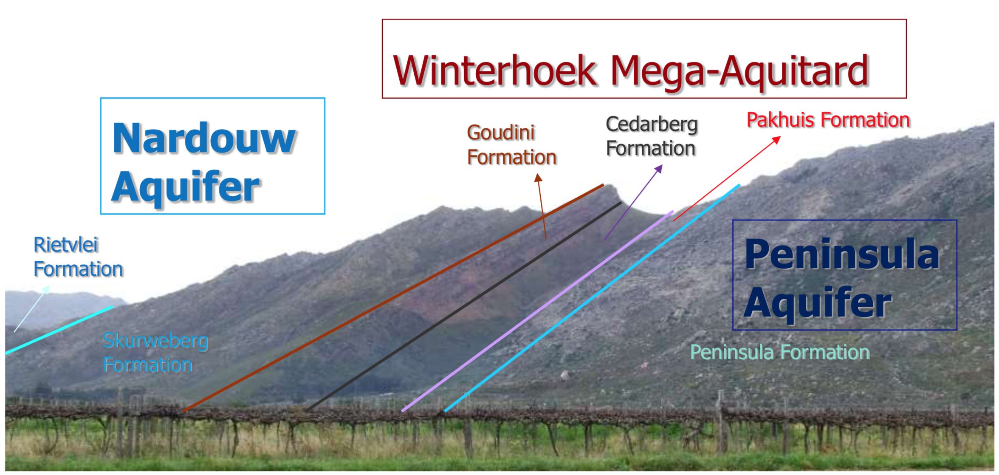 Winterhoek Mega-Aquitard
Nardouw
Aquifer
Goudini
Formation
Cedarberg
Formation
Pakhuis Formation
Rietvlei
Formation
Skurweberg
Formation
Peninsula
Aquifer
Peninsula Formation